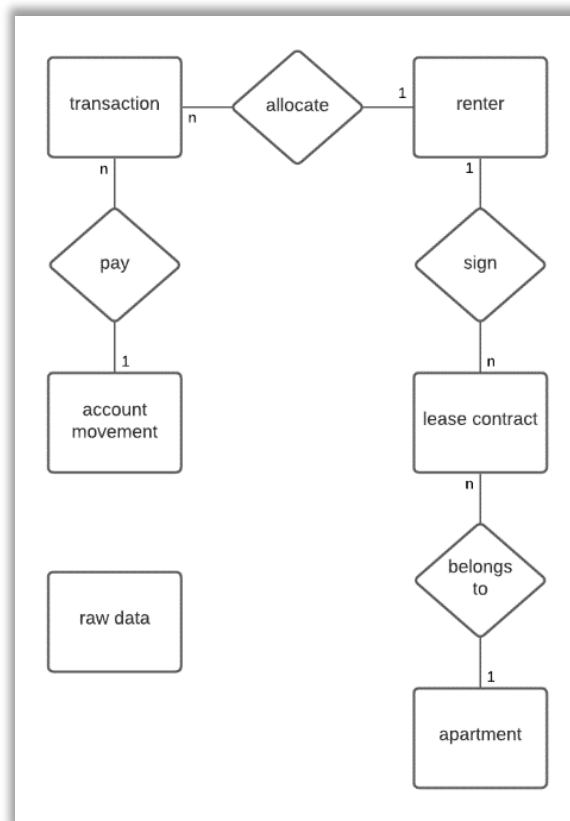 transaction
n
allocate
1
renter
n
1
pay
sign
1
n
account
movement
lease contract
n
belongs
to
raw data
1
apartment